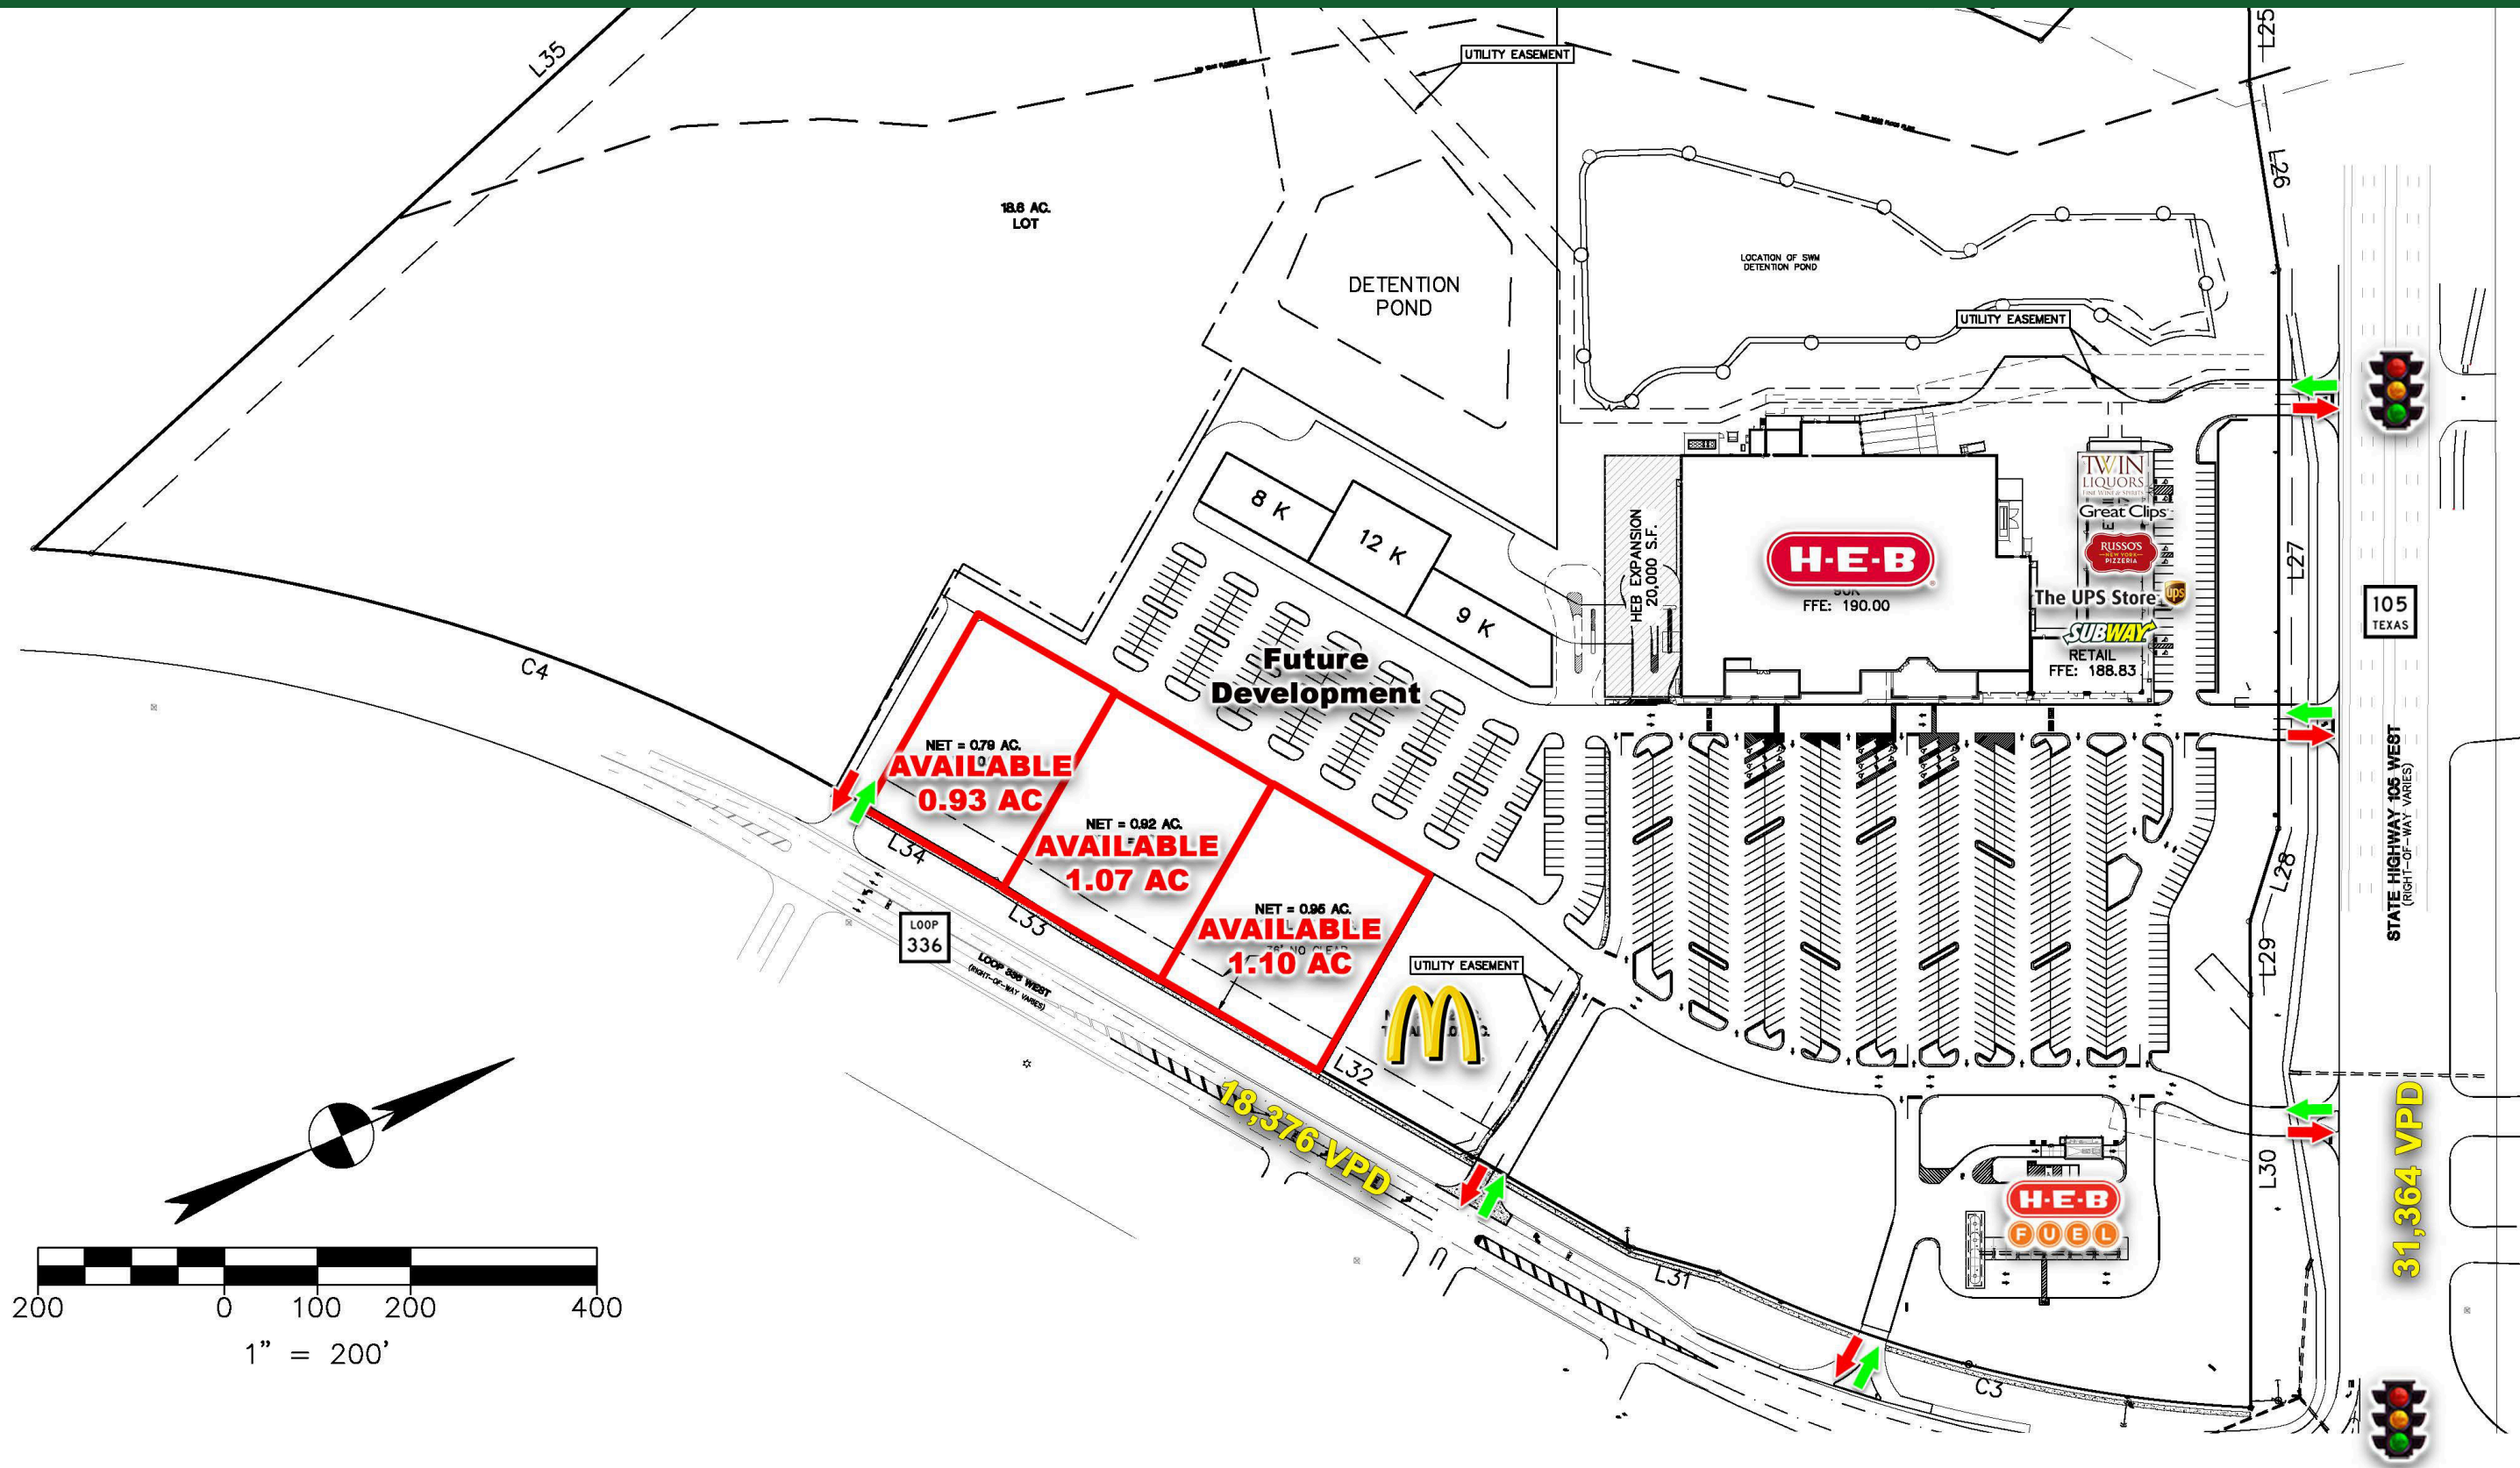 L35
UTILITY EASEMENT
L25
L26
18.6 AC.
LOT
DETENTION
POND
LOCATION OF SWM
DETENTION POND
UTILITY EASEMENT
8 K
12 K
9 K
HEB EXPANSION
20,000 S.F.
H-E-B
90K
FFE: 190.00
TWIN
LIQUORS
FINE WINE & SPIRITS
Great Clips
RUSSO'S
NEW YORK
PIZZERIA
The UPS Store
ups
SUBWAY
RETAIL
FFE: 188.83
L27
105
TEXAS
C4
Future
Development
NET = 0.79 AC.
AVAILABLE
0.93 AC
NET = 0.92 AC.
AVAILABLE
1.07 AC
NET = 0.95 AC.
AVAILABLE
1.10 AC
UTILITY EASEMENT
STATE HIGHWAY 105 WEST
(RIGHT-OF-WAY VARIES)
L28
L29
L34
L33
LOOP
336
LOOP 336 WEST
(RIGHT-OF-WAY VARIES)
L32
18,376 VPD
31,364 VPD
L30
H-E-B
FUEL
L31
C3
200 0 100 200 400
1" = 200'